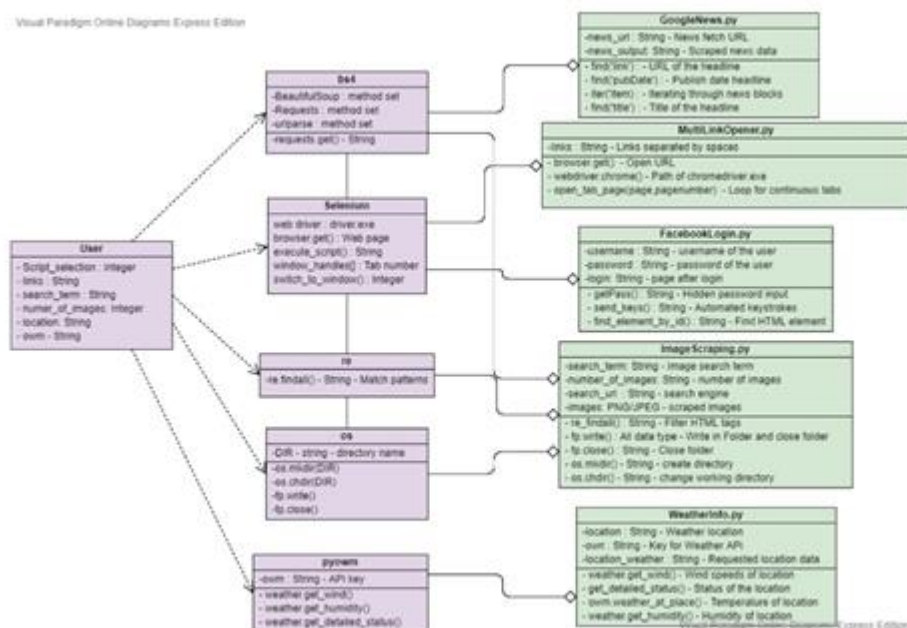 Visual Paradigm Online Diagrams Express Edition
GoogleNews.py
-news_url : String - News fetch URL
-news_output: String - Scraped news data
- find('link') : - URL of the headline
- find('pubDate') : - Publish date headline
- iter('item) : - Iterating through news blocks
- find('title') : - Title of the headline
bs4
-BeautifulSoup : method set
-Requests : method set
-urlparse : method set
-requests.get() - String
MultiLinkOpener.py
-links : String - Links separated by spaces
- browser.get() - Open URL
- webdriver.chrome() - Path of chromedriver.exe
- open_tab_page(page,pagenumber) - Loop for continuous tabs
Selenium
web driver : driver.exe
browser.get() : Web page
execute_script() : String
window_handles[] : Tab number
switch_to_window() : Integer
FacebookLogin.py
-username : String - username of the user
-password : String - password of the user
-login: String - page after login
- getPass() : String - Hidden password input
- send_keys() : String - Automated keystrokes
- find_element_by_id() : String - Find HTML element
User
- Script_selection : Integer
- links : String
- search_term : String
- numer_of_images: Integer
- location: String
- owm - String
re
-re.findall() - String - Match patterns
ImageScraping.py
-search_term: String - Image search term
-number_of_images: String - number of images
-search_url : String - search engine
-images: PNG/JPEG - scraped images
- re_findall() : String - Filter HTML tags
- fp.write() : All data type - Write in Folder and close folder
- fp.close() : String - Close folder
- os.mkdir() - String - create directory
- os.chdir() - String - change working directory
os
-DIR - string - directory name
-os.mkdir(DIR)
-os.chdir(DIR)
-fp.write()
-fp.close()
pyowm
-owm : String - API key
- weather.get_wind()
- weather.get_humidity()
- weather.get_detailed_status()
WeatherInfo.py
-location : String - Weather location
-own : String - Key for Weather API
-location_weather : String - Requested location data
- weather.get_wind() - Wind speeds of location
- get_detailed_status() - Status of the location
- owm.weather_at_place() - Temperature of location
- weather.get_humidity() - Humidity of location
Visual Paradigm Online Diagrams Express Edition